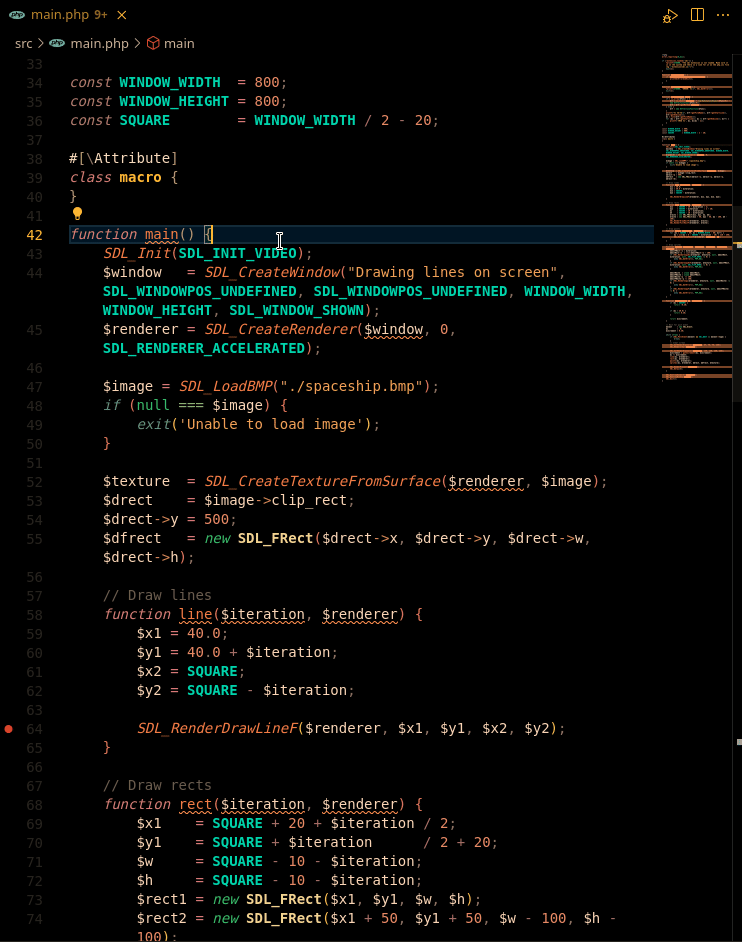 php main.php 9+ ×
src > php main.php > main
33
34 const WINDOW_WIDTH  = 800;
35 const WINDOW_HEIGHT = 800;
36 const SQUARE        = WINDOW_WIDTH / 2 - 20;
37
38 #[\Attribute]
39 class macro {
40 }
41
42 function main() {
43     SDL_Init(SDL_INIT_VIDEO);
44     $window   = SDL_CreateWindow("Drawing lines on screen",
    SDL_WINDOWPOS_UNDEFINED, SDL_WINDOWPOS_UNDEFINED, WINDOW_WIDTH,
    WINDOW_HEIGHT, SDL_WINDOW_SHOWN);
45     $renderer = SDL_CreateRenderer($window, 0,
    SDL_RENDERER_ACCELERATED);
46
47     $image = SDL_LoadBMP("./spaceship.bmp");
48     if (null === $image) {
49         exit('Unable to load image');
50     }
51
52     $texture  = SDL_CreateTextureFromSurface($renderer, $image);
53     $drect    = $image->clip_rect;
54     $drect->y = 500;
55     $dfrect   = new SDL_FRect($drect->x, $drect->y, $drect->w,
    $drect->h);
56
57     // Draw lines
58     function line($iteration, $renderer) {
59         $x1 = 40.0;
60         $y1 = 40.0 + $iteration;
61         $x2 = SQUARE;
62         $y2 = SQUARE - $iteration;
63
64         SDL_RenderDrawLineF($renderer, $x1, $y1, $x2, $y2);
65     }
66
67     // Draw rects
68     function rect($iteration, $renderer) {
69         $x1    = SQUARE + 20 + $iteration / 2;
70         $y1    = SQUARE + $iteration      / 2 + 20;
71         $w     = SQUARE - 10 - $iteration;
72         $h     = SQUARE - 10 - $iteration;
73         $rect1 = new SDL_FRect($x1, $y1, $w, $h);
74         $rect2 = new SDL_FRect($x1 + 50, $y1 + 50, $w - 100, $h -
        100);